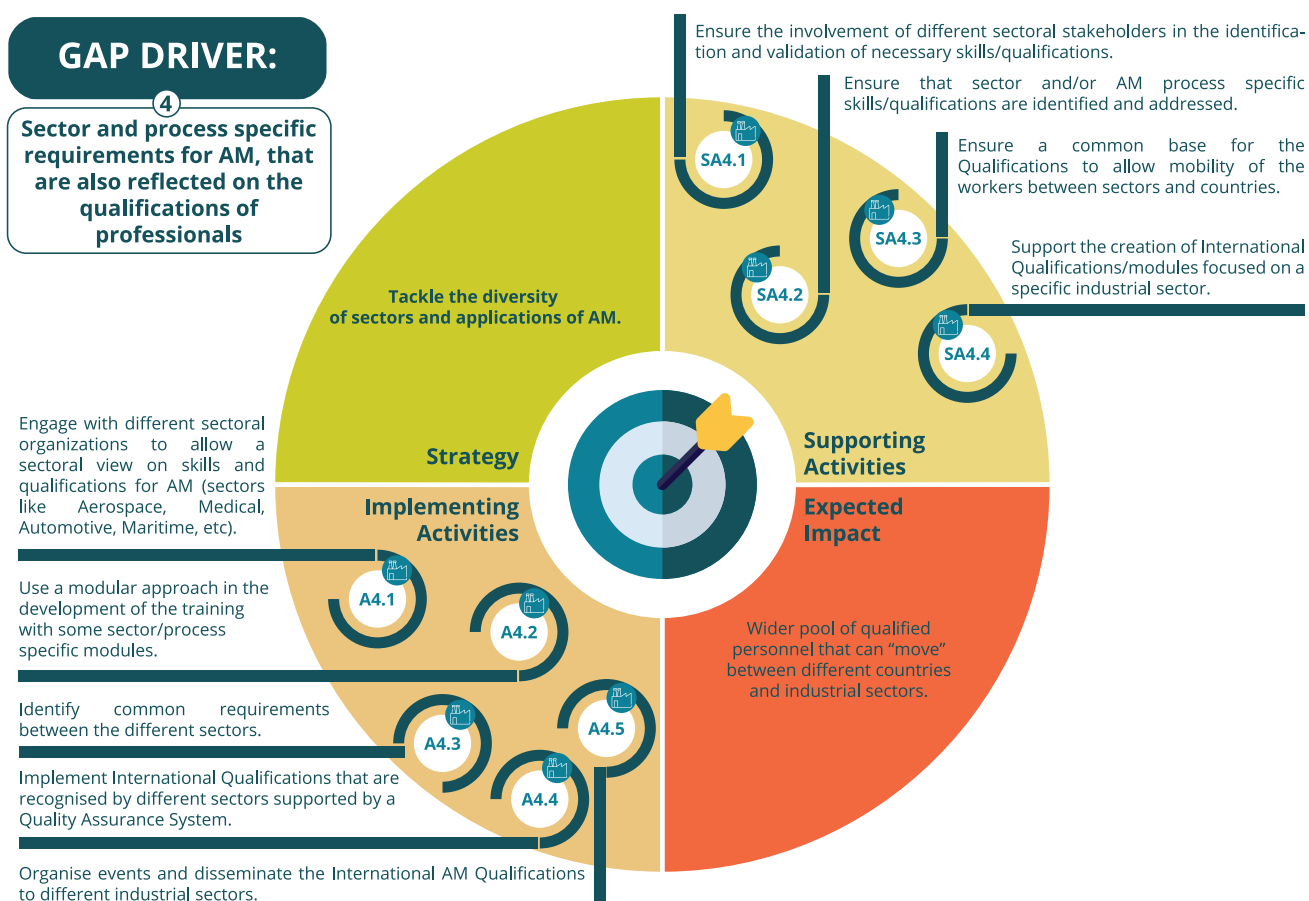 GAP DRIVER:
4
Sector and process specific
requirements for AM, that
are also reflected on the
qualifications of
professionals
Ensure the involvement of different sectoral stakeholders in the identifica-
tion and validation of necessary skills/qualifications.
Ensure that sector and/or AM process specific
skills/qualifications are identified and addressed.
Ensure a common base for the
Qualifications to allow mobility of the
workers between sectors and countries.
Support the creation of International
Qualifications/modules focused on a
specific industrial sector.
SA4.1
SA4.2
SA4.3
SA4.4
Tackle the diversity
of sectors and applications of AM.
Strategy
Supporting
Activities
Implementing
Activities
Expected
Impact
Engage with different sectoral
organizations to allow a
sectoral view on skills and
qualifications for AM (sectors
like Aerospace, Medical,
Automotive, Maritime, etc).
Use a modular approach in the
development of the training
with some sector/process
specific modules.
Identify common requirements
between the different sectors.
Implement International Qualifications that are
recognised by different sectors supported by a
Quality Assurance System.
Organise events and disseminate the International AM Qualifications
to different industrial sectors.
A4.1
A4.2
A4.3
A4.4
A4.5
Wider pool of qualified
personnel that can “move”
between different countries
and industrial sectors.